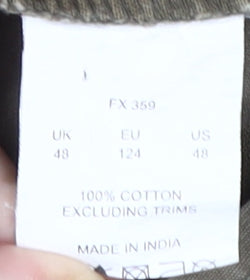 FX 359
UK EU US
48 124 48
100% COTTON
EXCLUDING TRIMS
MADE IN INDIA